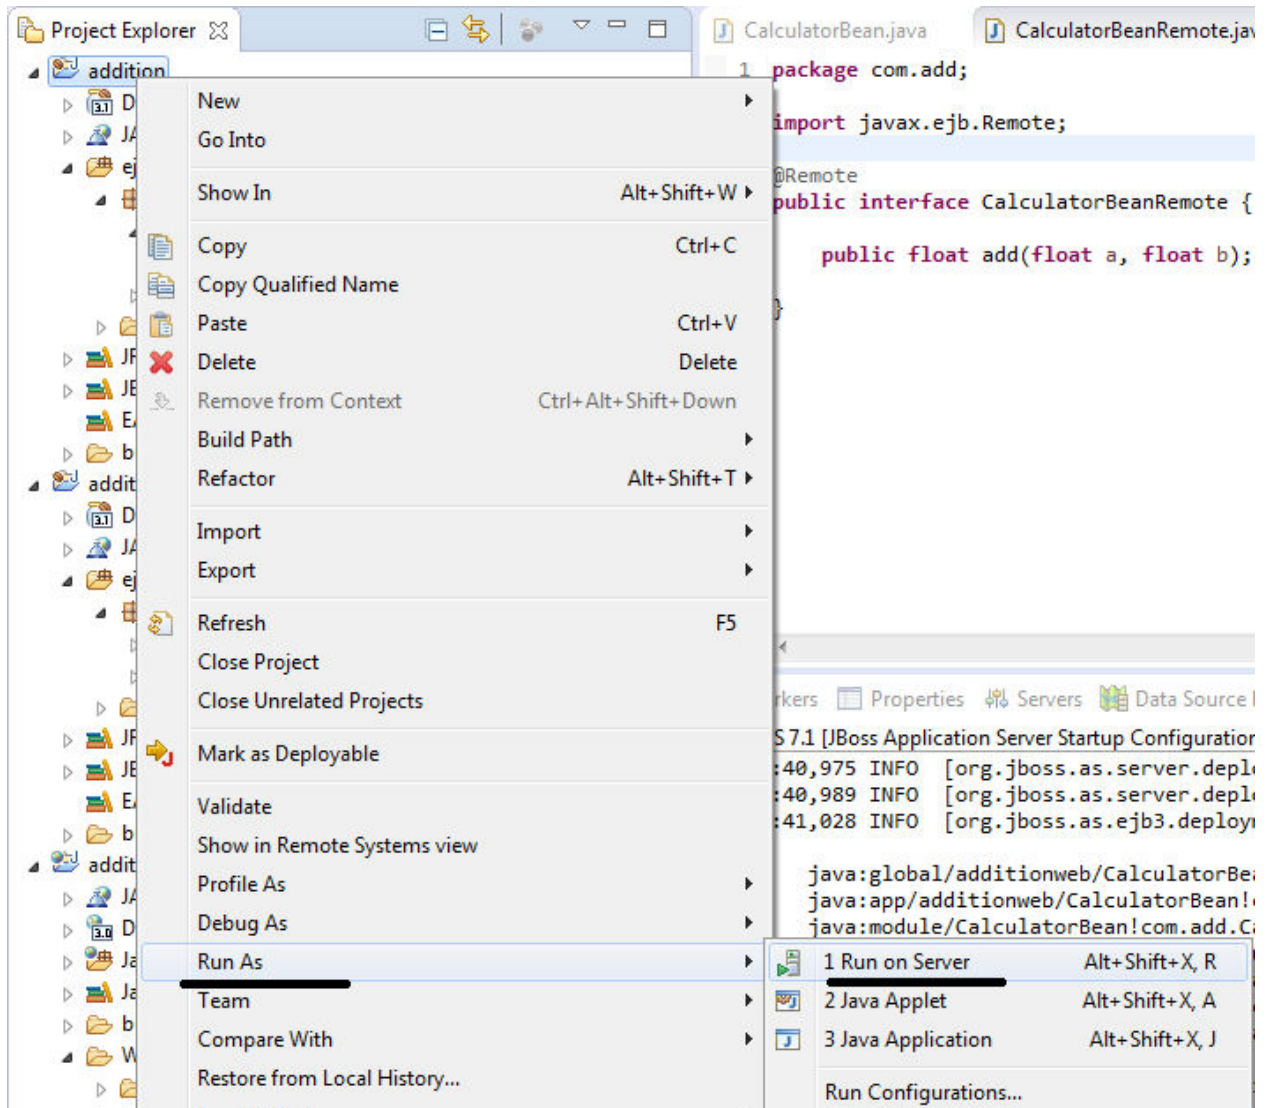 Project Explorer
CalculatorBean.java
CalculatorBeanRemote.jav
addition
1 package com.add;
import javax.ejb.Remote;
@Remote
public interface CalculatorBeanRemote {
public float add(float a, float b);
}
New
Go Into
Show In Alt+Shift+W
Copy Ctrl+C
Copy Qualified Name
Paste Ctrl+V
Delete Delete
Remove from Context Ctrl+Alt+Shift+Down
Build Path
Refactor Alt+Shift+T
Import
Export
Refresh F5
Close Project
Close Unrelated Projects
Mark as Deployable
Validate
Show in Remote Systems view
Profile As
Debug As
Run As
Team
Compare With
Restore from Local History...
1 Run on Server Alt+Shift+X, R
2 Java Applet Alt+Shift+X, A
3 Java Application Alt+Shift+X, J
Run Configurations...
rkers Properties Servers Data Source
S 7.1 [JBoss Application Server Startup Configuration
:40,975 INFO [org.jboss.as.server.deplo
:40,989 INFO [org.jboss.as.server.deplo
:41,028 INFO [org.jboss.as.ejb3.deploym
java:global/additionweb/CalculatorBea
java:app/additionweb/CalculatorBean!
java:module/CalculatorBean!com.add.Ca